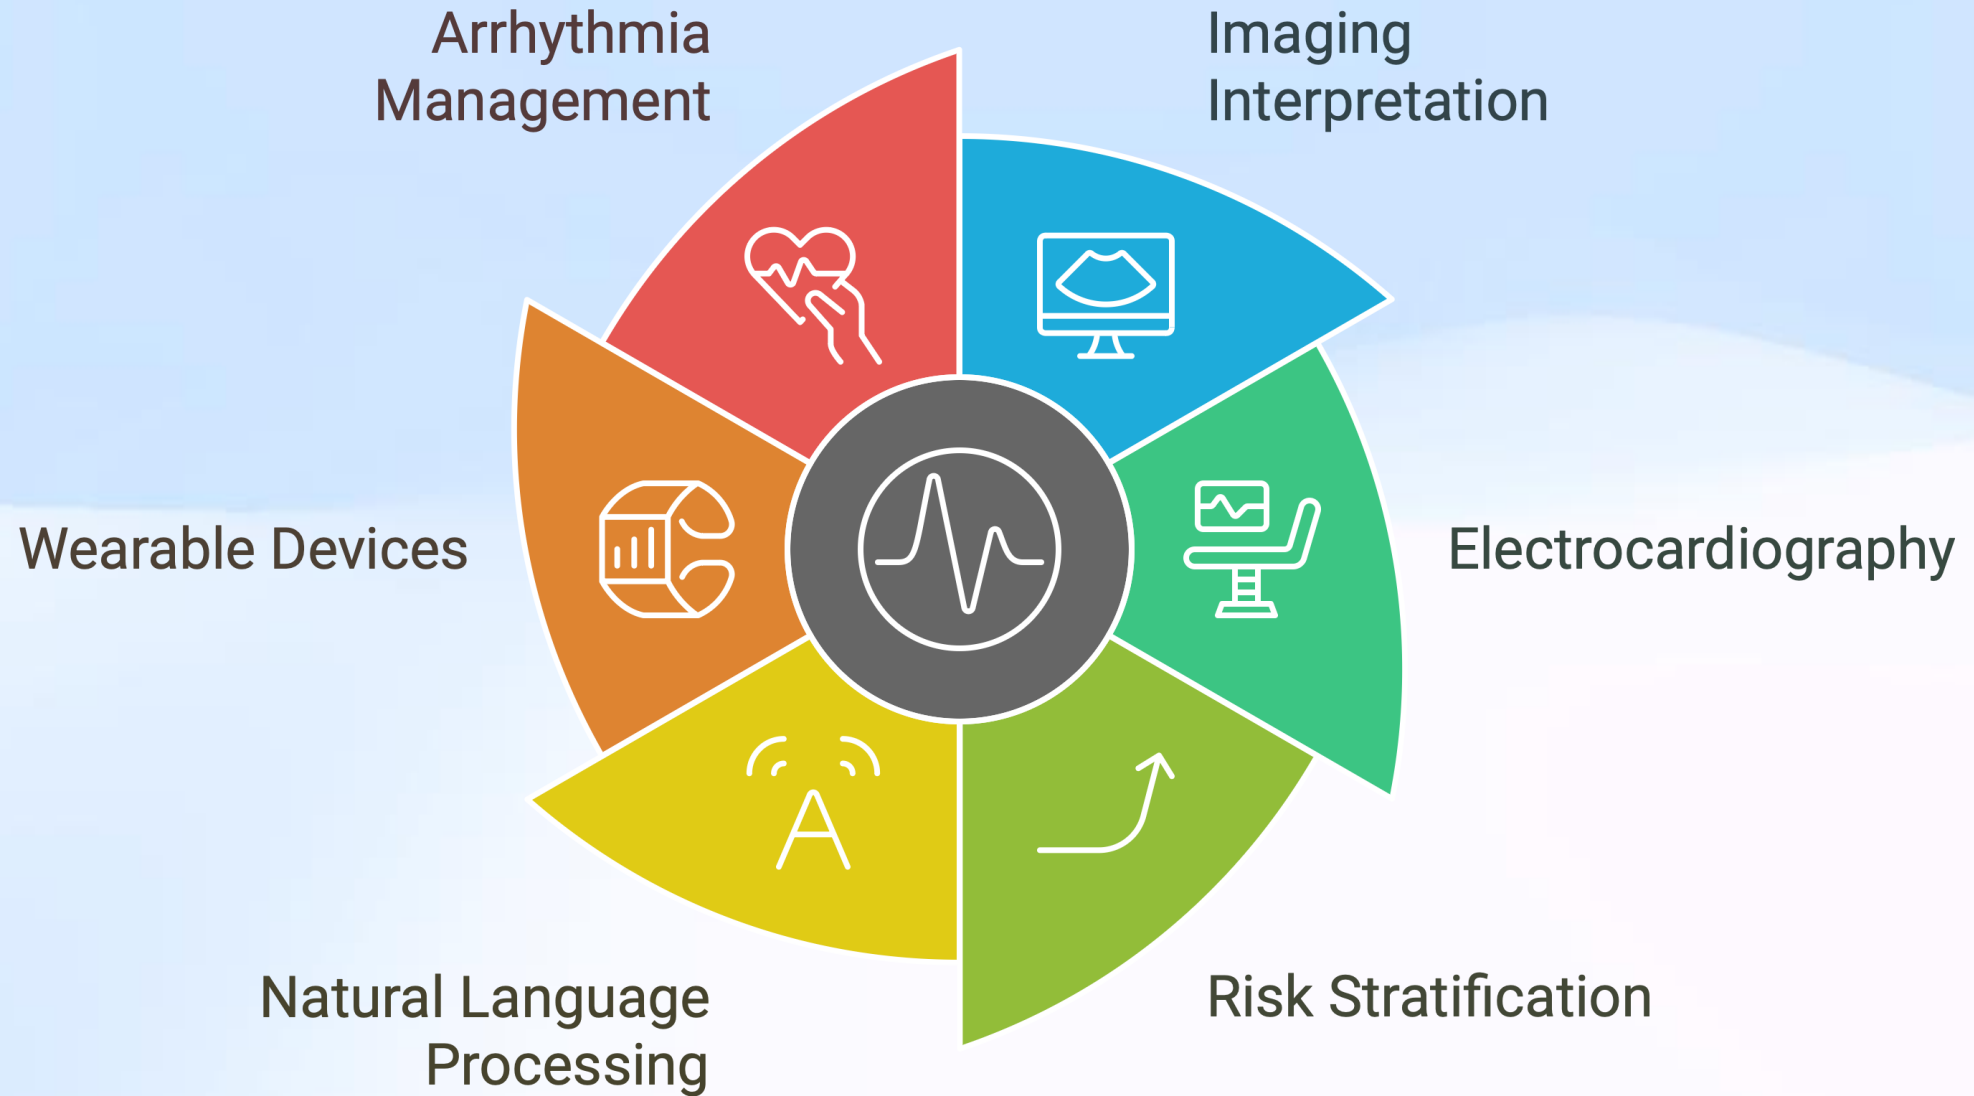 Arrhythmia
Management
Imaging
Interpretation
Wearable Devices
Electrocardiography
Natural Language
Processing
Risk Stratification